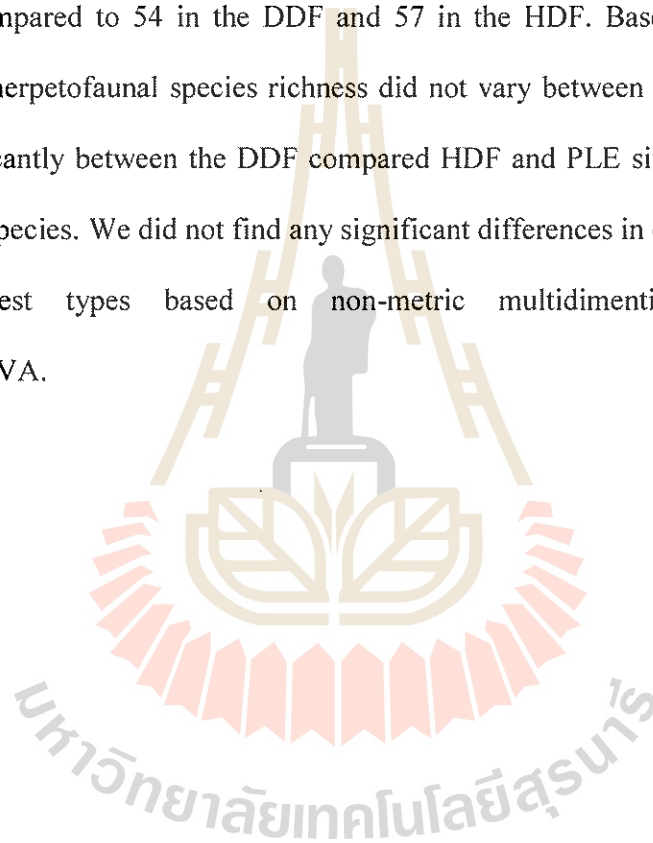 mpared to 54 in the DDF and 57 in the HDF. Base
herpetofaunal species richness did not vary between
cantly between the DDF compared HDF and PLE si
pecies. We did not find any significant differences in
est types based on non-metric multidimenti
VA.
มหาวิทยาลัยเทคโนโลยีสุรนารี